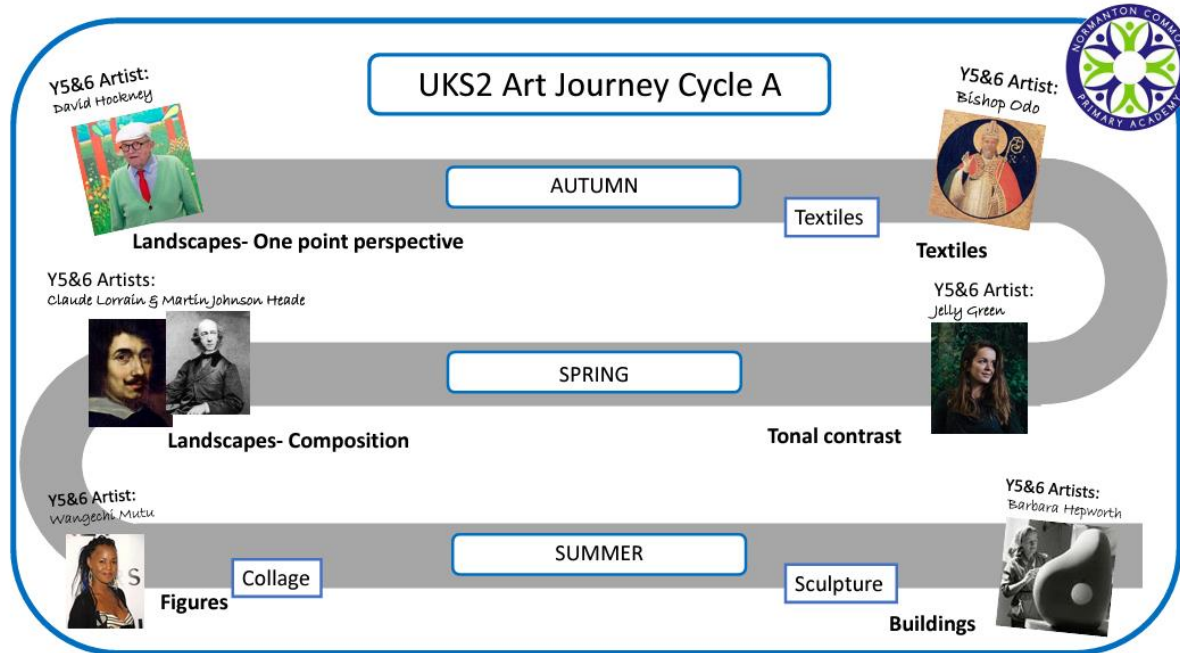 UKS2 Art Journey Cycle A
NORMANTON COMMON
PRIMARY ACADEMY
Y5&6 Artist:
David Hockney
Y5&6 Artist:
Bishop Odo
AUTUMN
Textiles
Landscapes- One point perspective
Textiles
Y5&6 Artists:
Claude Lorrain & Martin Johnson Heade
Y5&6 Artist:
Jelly Green
SPRING
Landscapes- Composition
Tonal contrast
Y5&6 Artist:
Wangechi Mutu
Y5&6 Artists:
Barbara Hepworth
SUMMER
Collage
Sculpture
Figures
Buildings